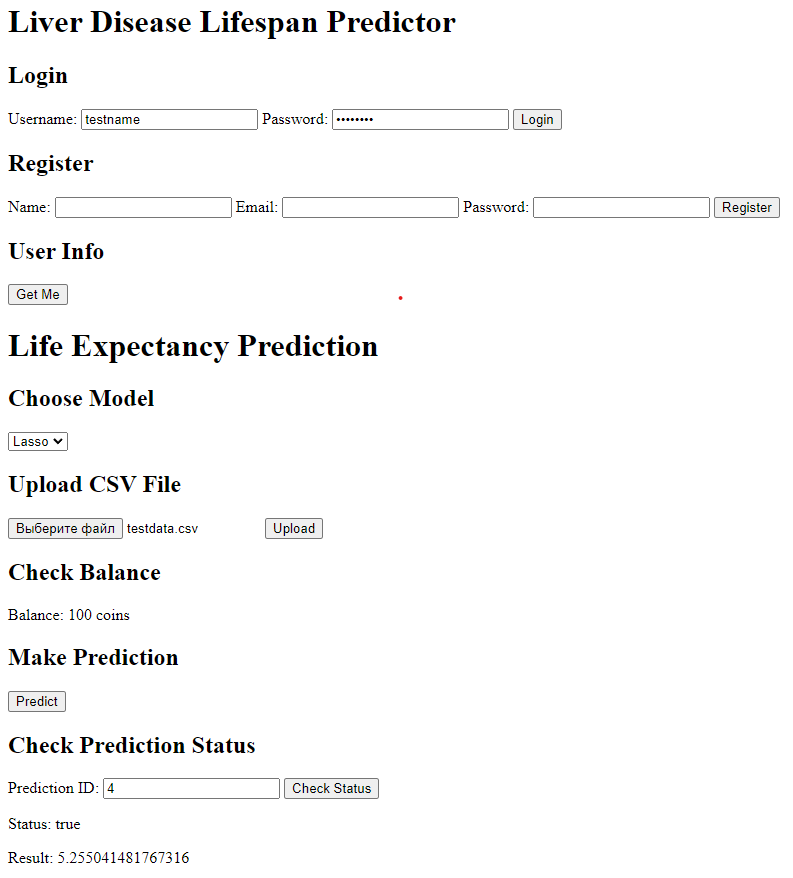 Liver Disease Lifespan Predictor
Login
Username: testname Password: •••••••• Login
Register
Name: Email: Password: Register
User Info
Get Me
Life Expectancy Prediction
Choose Model
Lasso
Upload CSV File
Выберите файл testdata.csv Upload
Check Balance
Balance: 100 coins
Make Prediction
Predict
Check Prediction Status
Prediction ID: 4 Check Status
Status: true
Result: 5.255041481767316